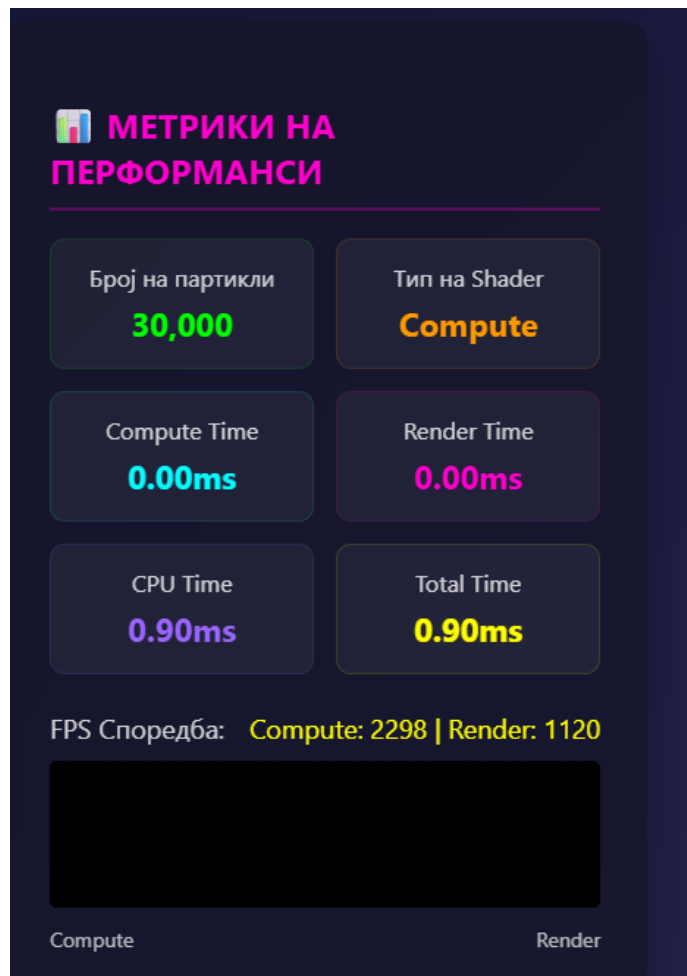 МЕТРИКИ НА
ПЕРФОРМАНСИ
Број на партикли
30,000
Тип на Shader
Compute
Compute Time
0.00ms
Render Time
0.00ms
CPU Time
0.90ms
Total Time
0.90ms
FPS Споредба: Compute: 2298 | Render: 1120
Compute
Render